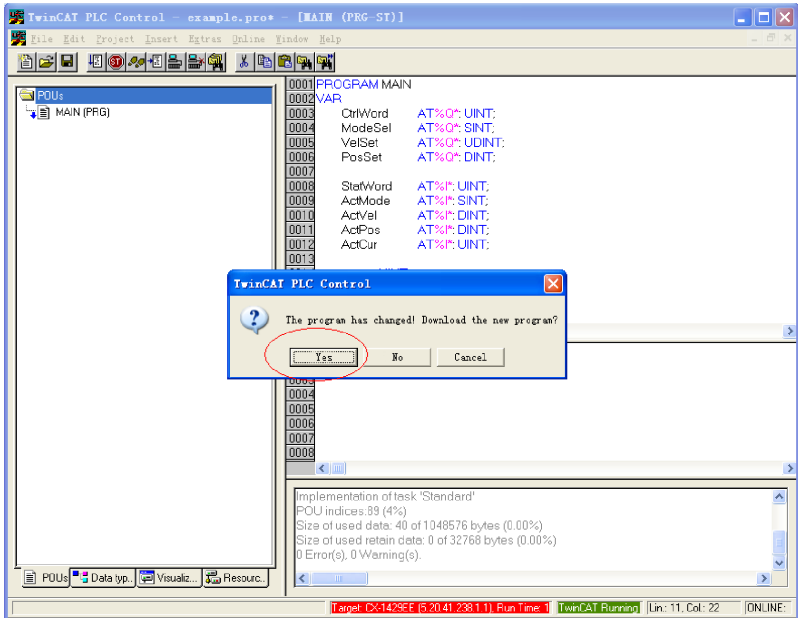 TwinCAT PLC Control - example.pro* - [MAIN (PRG-ST)]
File Edit Project Insert Extras Online Window Help
POUs
MAIN (PRG)
0001 PROGRAM MAIN
0002 VAR
0003 CtrlWord AT%Q*: UINT;
0004 ModeSel AT%Q*: SINT;
0005 VelSet AT%Q*: UDINT;
0006 PosSet AT%Q*: DINT;
0007
0008 StatWord AT%I*: UINT;
0009 ActMode AT%I*: SINT;
0010 ActVel AT%I*: DINT;
0011 ActPos AT%I*: DINT;
0012 ActCur AT%I*: UINT;
0013
TwinCAT PLC Control
The program has changed! Download the new program?
Yes No Cancel
0004
0005
0006
0007
0008
Implementation of task 'Standard'
POU indices:89 (4%)
Size of used data: 40 of 1048576 bytes (0.00%)
Size of used retain data: 0 of 32768 bytes (0.00%)
0 Error(s), 0 Warning(s).
POUs Data typ... Visualiz... Resourc...
Target: CX-1429EE (5.20.41.238.1.1), Run Time: 1 TwinCAT Running Lin.: 11, Col.: 22 ONLINE: